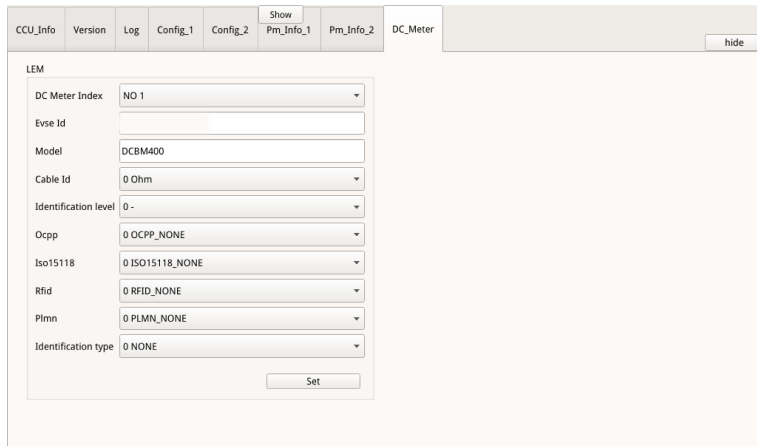 Show
CCU_Info Version Log Config_1 Config_2 Pm_Info_1 Pm_Info_2 DC_Meter
hide
LEM
DC Meter Index NO 1
Evse Id
Model DCBM400
Cable Id 0 Ohm
Identification level 0 -
Ocpp 0 OCPP_NONE
Iso15118 0 ISO15118_NONE
Rfid 0 RFID_NONE
Plmn 0 PLMN_NONE
Identification type 0 NONE
Set